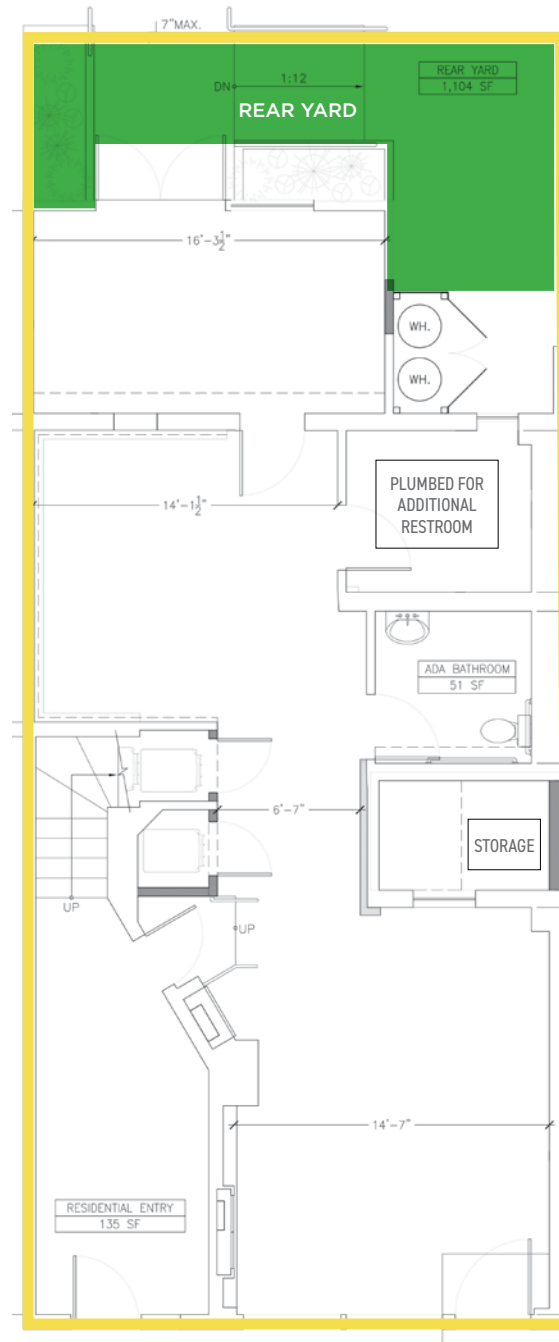 7"MAX.
REAR YARD
1,104 SF
DN
1:12
REAR YARD
16'-3½"
WH.
WH.
14'-1½"
PLUMBED FOR
ADDITIONAL
RESTROOM
ADA BATHROOM
51 SF
6'-7"
STORAGE
UP
UP
14'-7"
RESIDENTIAL ENTRY
135 SF